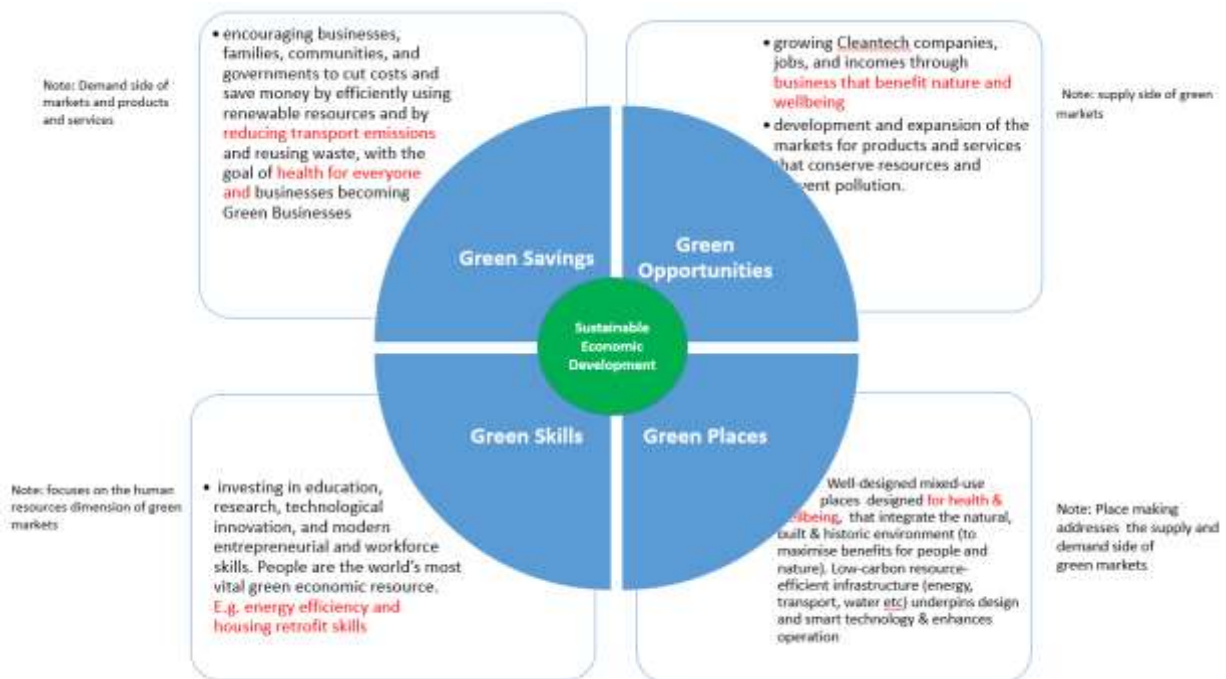 • encouraging businesses,
families, communities, and
governments to cut costs and
save money by efficiently using
renewable resources and by
reducing transport emissions
and reusing waste, with the
goal of health for everyone
and businesses becoming
Green Businesses
Note: Demand side of
markets and products
and services
• growing Cleantech companies,
jobs, and incomes through
business that benefit nature and
wellbeing
• development and expansion of the
markets for products and services
that conserve resources and
vent pollution.
Note: supply side of green
markets
Green Savings
Green
Opportunities
Sustainable
Economic
Development
Green Skills
Green Places
Note: focuses on the human
resources dimension of green
markets
• investing in education,
research, technological
innovation, and modern
entrepreneurial and workforce
skills. People are the world's most
vital green economic resource.
E.g. energy efficiency and
housing retrofit skills
Well-designed mixed-use
places designed for health &
wellbeing, that integrate the natural,
built & historic environment (to
maximise benefits for people and
nature). Low-carbon resource-
efficient infrastructure (energy,
transport, water etc) underpins design
and smart technology & enhances
operation
Note: Place making
addresses the supply and
demand side of
green markets